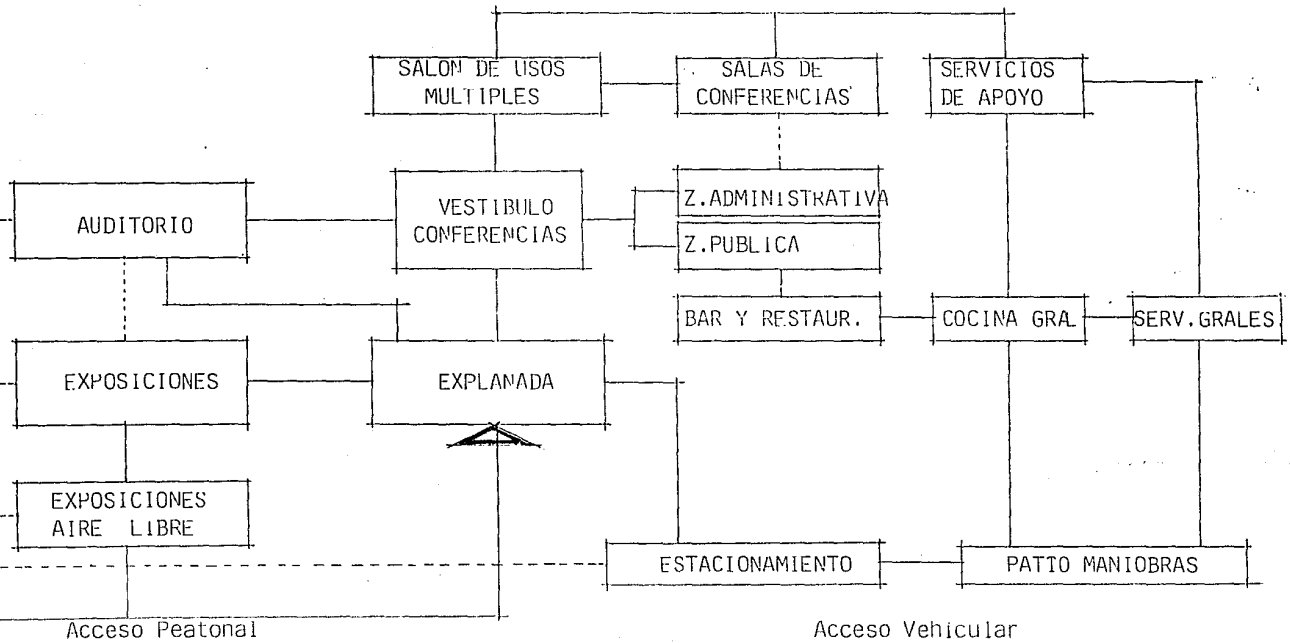 SALON DE USOS
MULTIPLES
SALAS DE
CONFERENCIAS
SERVICIOS
DE APOYO
AUDITORIO
VESTIBULO
CONFERENCIAS
Z.ADMINISTRATIVA
Z.PUBLICA
BAR Y RESTAUR.
COCINA GRAL
SERV.GRALES
EXPOSICIONES
EXPLANADA
EXPOSICIONES
AIRE LIBRE
ESTACIONAMIENTO
PATIO MANIOBRAS
Acceso Peatonal
Acceso Vehicular